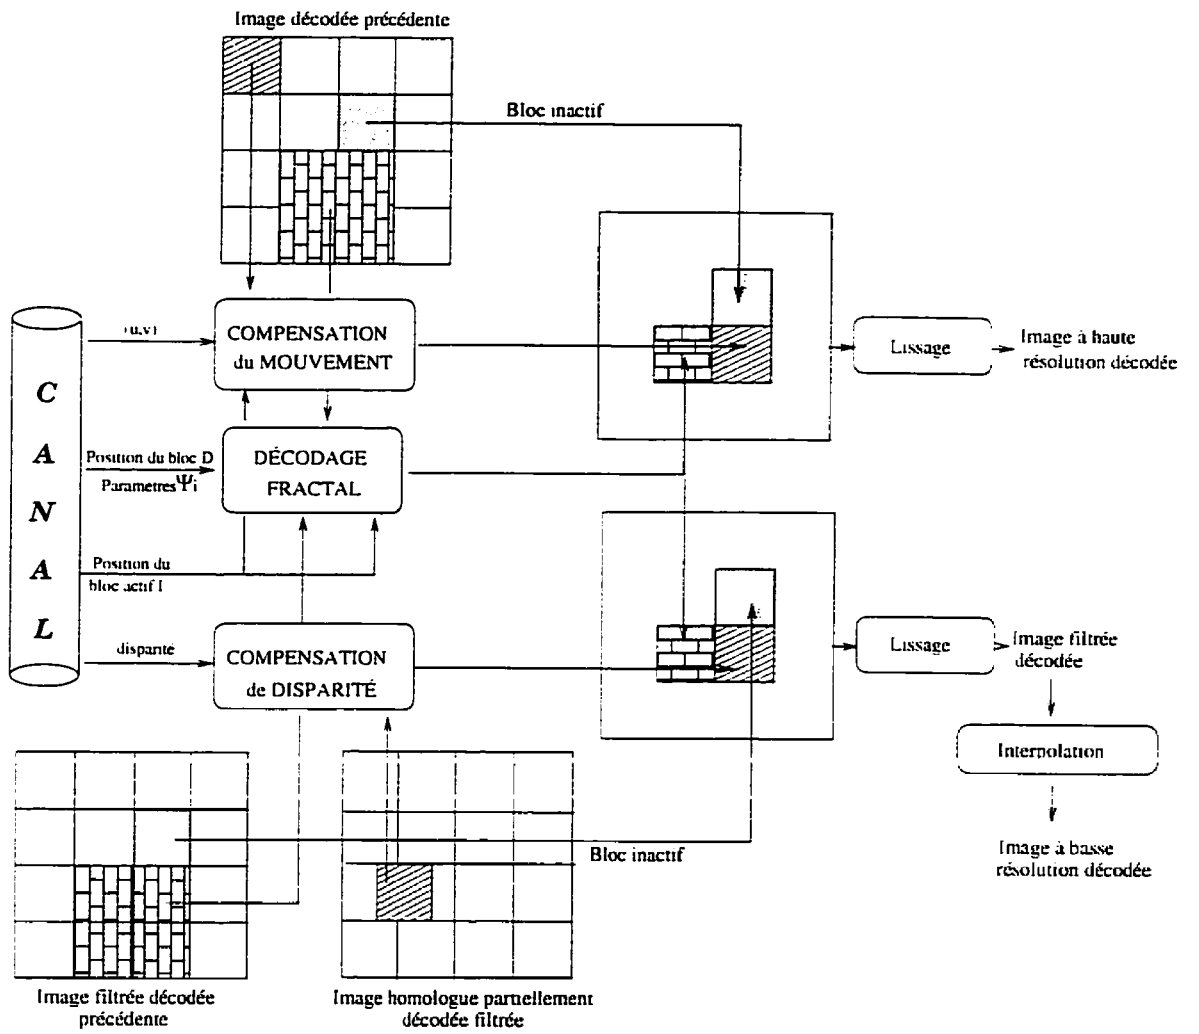 Image décodée précédente
Bloc inactif
(u,v)
COMPENSATION
du MOUVEMENT
Lissage
Image à haute
résolution décodée
C
A
N
A
L
Position du bloc D
Parametres Ψi
DÉCODAGE
FRACTAL
Position du
bloc actif I
disparité
COMPENSATION
de DISPARITÉ
Lissage
Image filtrée
décodée
Interpolation
Bloc inactif
Image à basse
résolution décodée
Image filtrée décodée
précédente
Image homologue partiellement
décodée filtrée